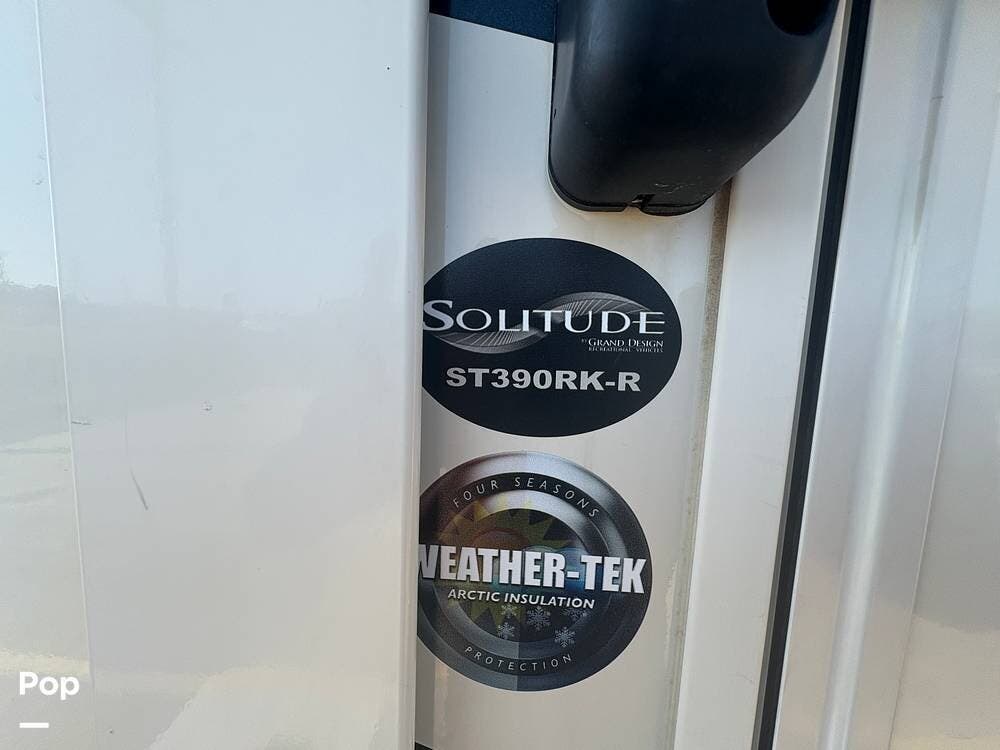 SOLITUDE
BY GRAND DESIGN
RECREATIONAL VEHICLES
ST390RK-R
FOUR SEASONS
WEATHER-TEK
ARCTIC INSULATION
PROTECTION
Pop